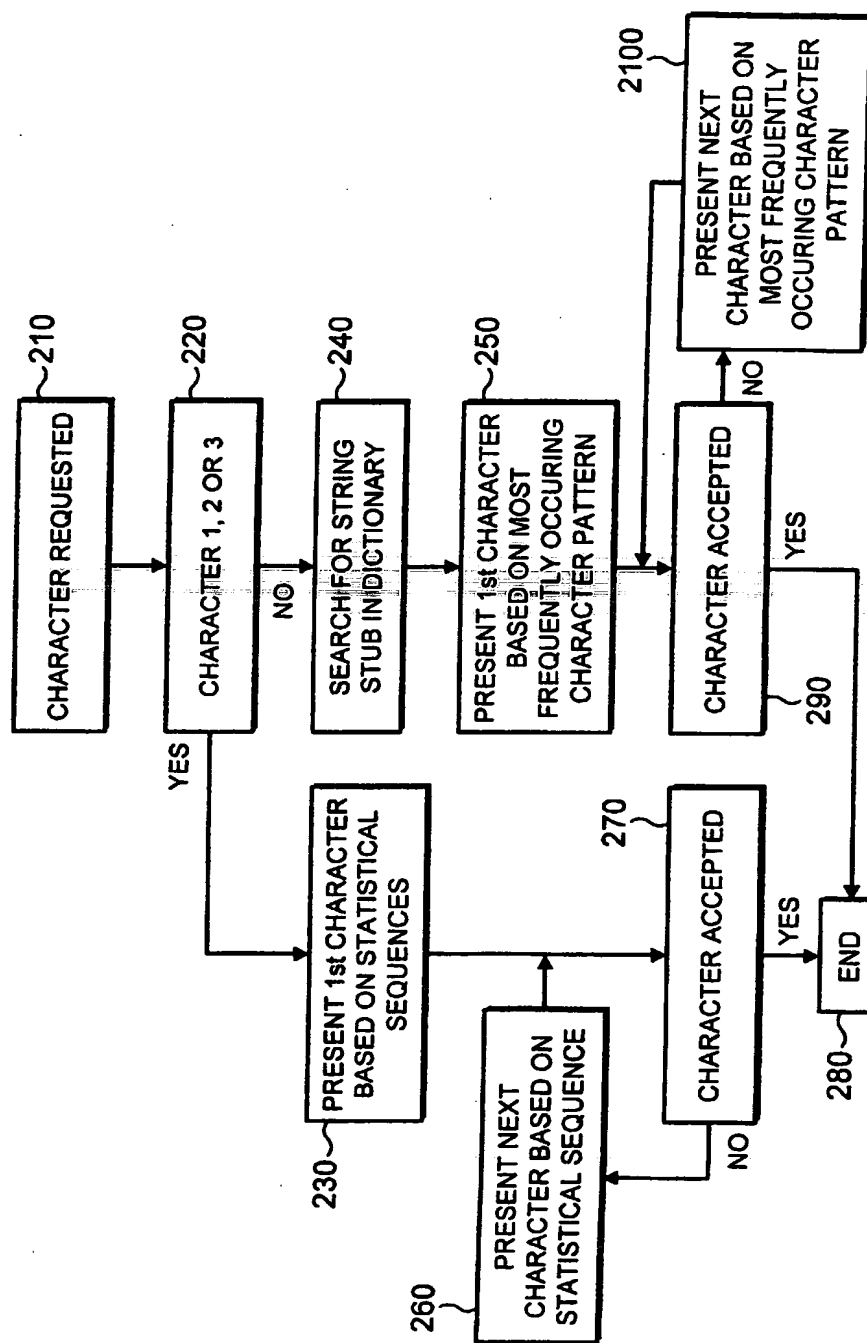 210
CHARACTER REQUESTED
220
CHARACTER 1, 2 OR 3
YES
NO
230
PRESENT 1st CHARACTER
BASED ON STATISTICAL
SEQUENCES
240
SEARCH FOR STRING
STUB IN DICTIONARY
250
PRESENT 1st CHARACTER
BASED ON MOST
FREQUENTLY OCCURING
CHARACTER PATTERN
260
PRESENT NEXT
CHARACTER BASED ON
STATISTICAL SEQUENCE
270
CHARACTER ACCEPTED
NO
YES
280
END
290
CHARACTER ACCEPTED
YES
NO
2100
PRESENT NEXT
CHARACTER BASED ON
MOST FREQUENTLY
OCCURING CHARACTER
PATTERN